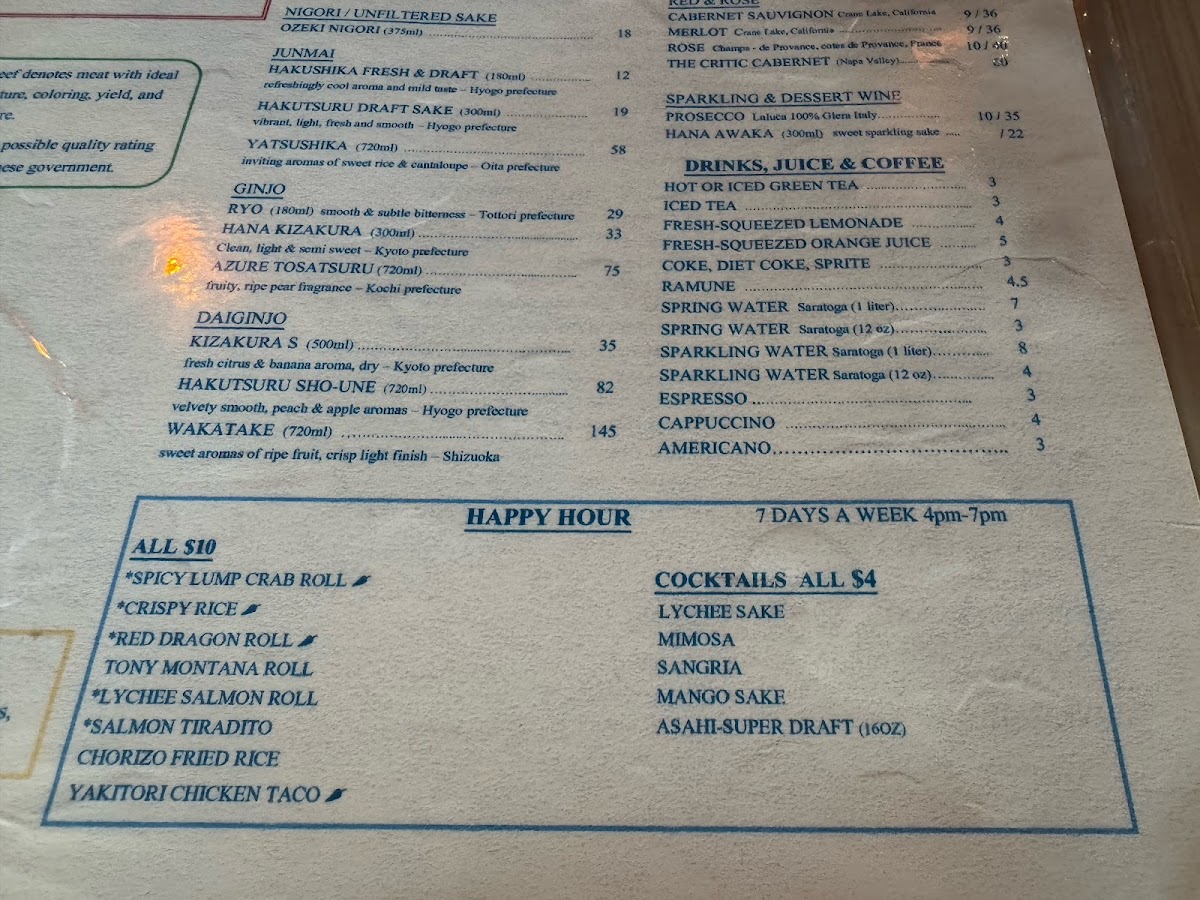 eef denotes meat with ideal
ture, coloring, yield, and
re.
possible quality rating
ese government.
s,
NIGORI / UNFILTERED SAKE
OZEKI NIGORI (375ml) 18
JUNMAI
HAKUSHIKA FRESH & DRAFT (180ml) 12
refreshingly cool aroma and mild taste – Hyogo prefecture
HAKUTSURU DRAFT SAKE (300ml) 19
vibrant, light, fresh and smooth – Hyogo prefecture
YATSUSHIKA (720ml) 58
inviting aromas of sweet rice & cantaloupe – Oita prefecture
GINJO
RYO (180ml) smooth & subtle bitterness – Tottori prefecture 29
HANA KIZAKURA (300ml) 33
Clean, light & semi sweet – Kyoto prefecture
AZURE TOSATSURU (720ml) 75
fruity, ripe pear fragrance – Kochi prefecture
DAIGINJO
KIZAKURA S (500ml) 35
fresh citrus & banana aroma, dry – Kyoto prefecture
HAKUTSURU SHO-UNE (720ml) 82
velvety smooth, peach & apple aromas – Hyogo prefecture
WAKATAKE (720ml) 145
sweet aromas of ripe fruit, crisp light finish – Shizuoka
RED & ROSE
CABERNET SAUVIGNON Crane Lake, California 9 / 36
MERLOT Crane Lake, California 9 / 36
ROSE Champs - de Provance, cotes de Provance, France 10 / 40
THE CRITIC CABERNET (Napa Valley) 80
SPARKLING & DESSERT WINE
PROSECCO Laluca 100% Glera Italy 10 / 35
HANA AWAKA (300ml) sweet sparkling sake / 22
DRINKS, JUICE & COFFEE
HOT OR ICED GREEN TEA 3
ICED TEA 3
FRESH-SQUEEZED LEMONADE 4
FRESH-SQUEEZED ORANGE JUICE 5
COKE, DIET COKE, SPRITE 3
RAMUNE 4.5
SPRING WATER Saratoga (1 liter) 7
SPRING WATER Saratoga (12 oz) 3
SPARKLING WATER Saratoga (1 liter) 8
SPARKLING WATER Saratoga (12 oz) 4
ESPRESSO 3
CAPPUCCINO 4
AMERICANO 3
HAPPY HOUR 7 DAYS A WEEK 4pm-7pm
ALL $10
*SPICY LUMP CRAB ROLL
*CRISPY RICE
*RED DRAGON ROLL
TONY MONTANA ROLL
*LYCHEE SALMON ROLL
*SALMON TIRADITO
CHORIZO FRIED RICE
YAKITORI CHICKEN TACO
COCKTAILS ALL $4
LYCHEE SAKE
MIMOSA
SANGRIA
MANGO SAKE
ASAHI-SUPER DRAFT (16OZ)